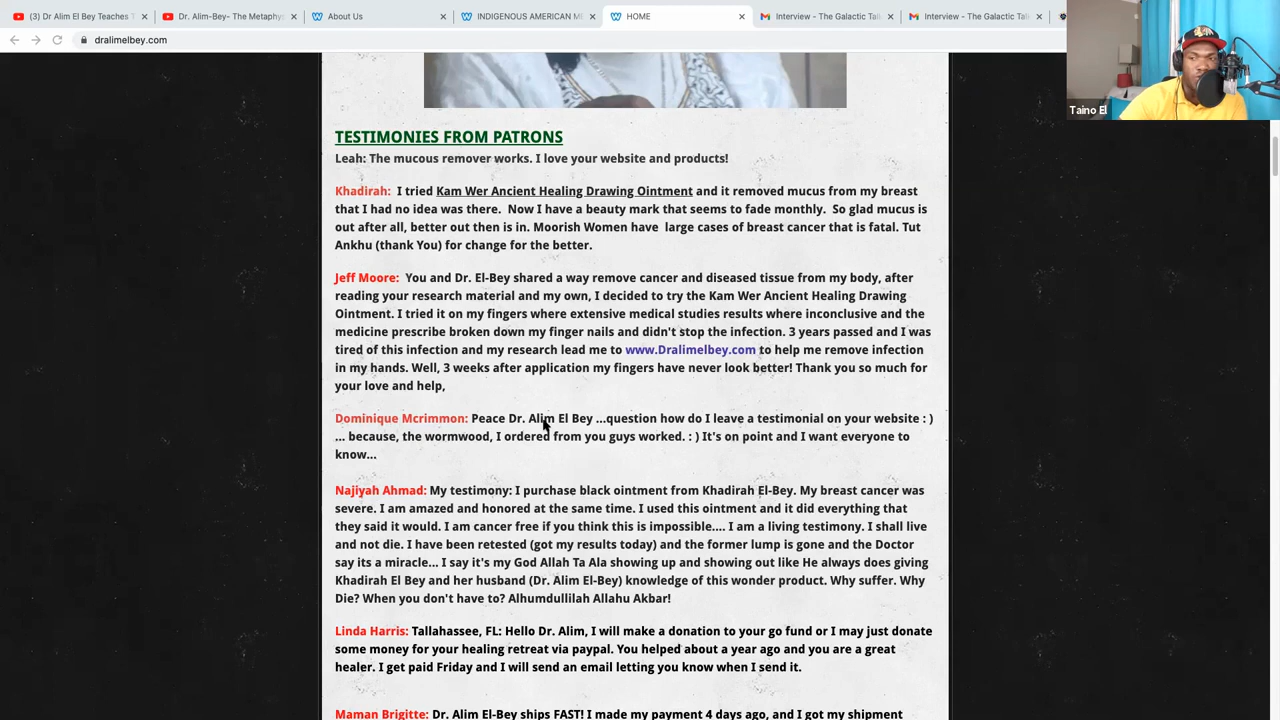 (3) Dr Alim El Bey Teaches T
Dr. Alim-Bey- The Metaphys
About Us
INDIGENOUS AMERICAN ME
HOME
Interview - The Galactic Talk
Interview - The Galactic Talk
dralimelbey.com
Taino El
TESTIMONIES FROM PATRONS
Leah: The mucous remover works. I love your website and products!
Khadirah: I tried Kam Wer Ancient Healing Drawing Ointment and it removed mucus from my breast
that I had no idea was there. Now I have a beauty mark that seems to fade monthly. So glad mucus is
out after all, better out then is in. Moorish Women have large cases of breast cancer that is fatal. Tut
Ankhu (thank You) for change for the better.
Jeff Moore: You and Dr. El-Bey shared a way remove cancer and diseased tissue from my body, after
reading your research material and my own, I decided to try the Kam Wer Ancient Healing Drawing
Ointment. I tried it on my fingers where extensive medical studies results where inconclusive and the
medicine prescribe broken down my finger nails and didn't stop the infection. 3 years passed and I was
tired of this infection and my research lead me to www.Dralimelbey.com to help me remove infection
in my hands. Well, 3 weeks after application my fingers have never look better! Thank you so much for
your love and help,
Dominique Mcrimmon: Peace Dr. Alim El Bey ...question how do I leave a testimonial on your website : )
... because, the wormwood, I ordered from you guys worked. : ) It's on point and I want everyone to
know...
Najiyah Ahmad: My testimony: I purchase black ointment from Khadirah El-Bey. My breast cancer was
severe. I am amazed and honored at the same time. I used this ointment and it did everything that
they said it would. I am cancer free if you think this is impossible.... I am a living testimony. I shall live
and not die. I have been retested (got my results today) and the former lump is gone and the Doctor
say its a miracle... I say it's my God Allah Ta Ala showing up and showing out like He always does giving
Khadirah El Bey and her husband (Dr. Alim El-Bey) knowledge of this wonder product. Why suffer. Why
Die? When you don't have to? Alhumdullilah Allahu Akbar!
Linda Harris: Tallahassee, FL: Hello Dr. Alim, I will make a donation to your go fund or I may just donate
some money for your healing retreat via paypal. You helped about a year ago and you are a great
healer. I get paid Friday and I will send an email letting you know when I send it.
Maman Brigitte: Dr. Alim El-Bey ships FAST! I made my payment 4 days ago, and I got my shipment